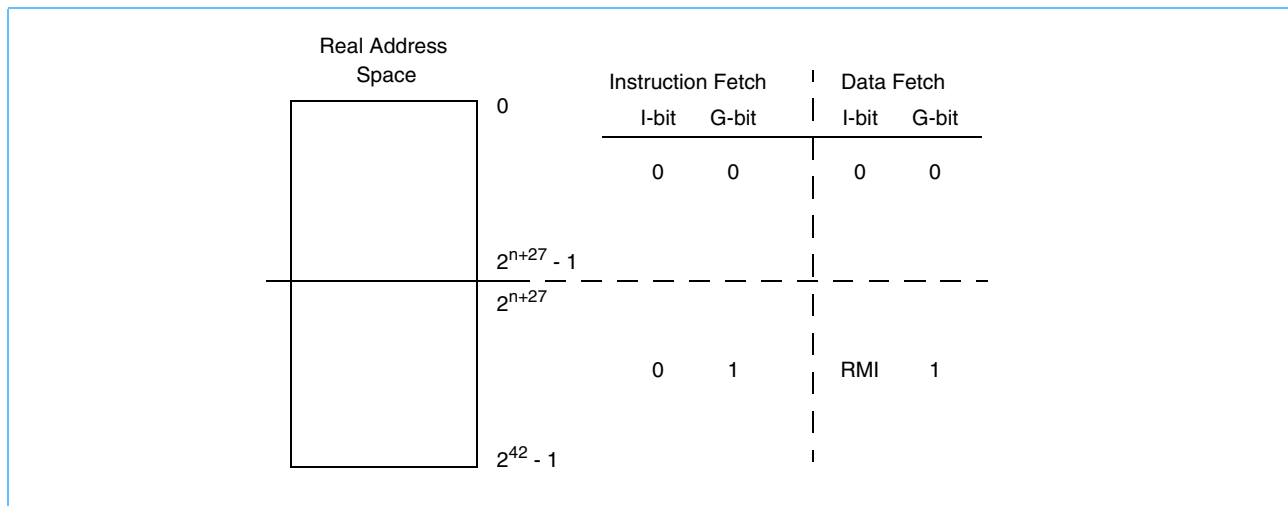 Real Address
Space
0
2^n+27 - 1
2^n+27
2^42 - 1
Instruction Fetch Data Fetch
I-bit G-bit I-bit G-bit
0 0 0 0
0 1 RMI 1